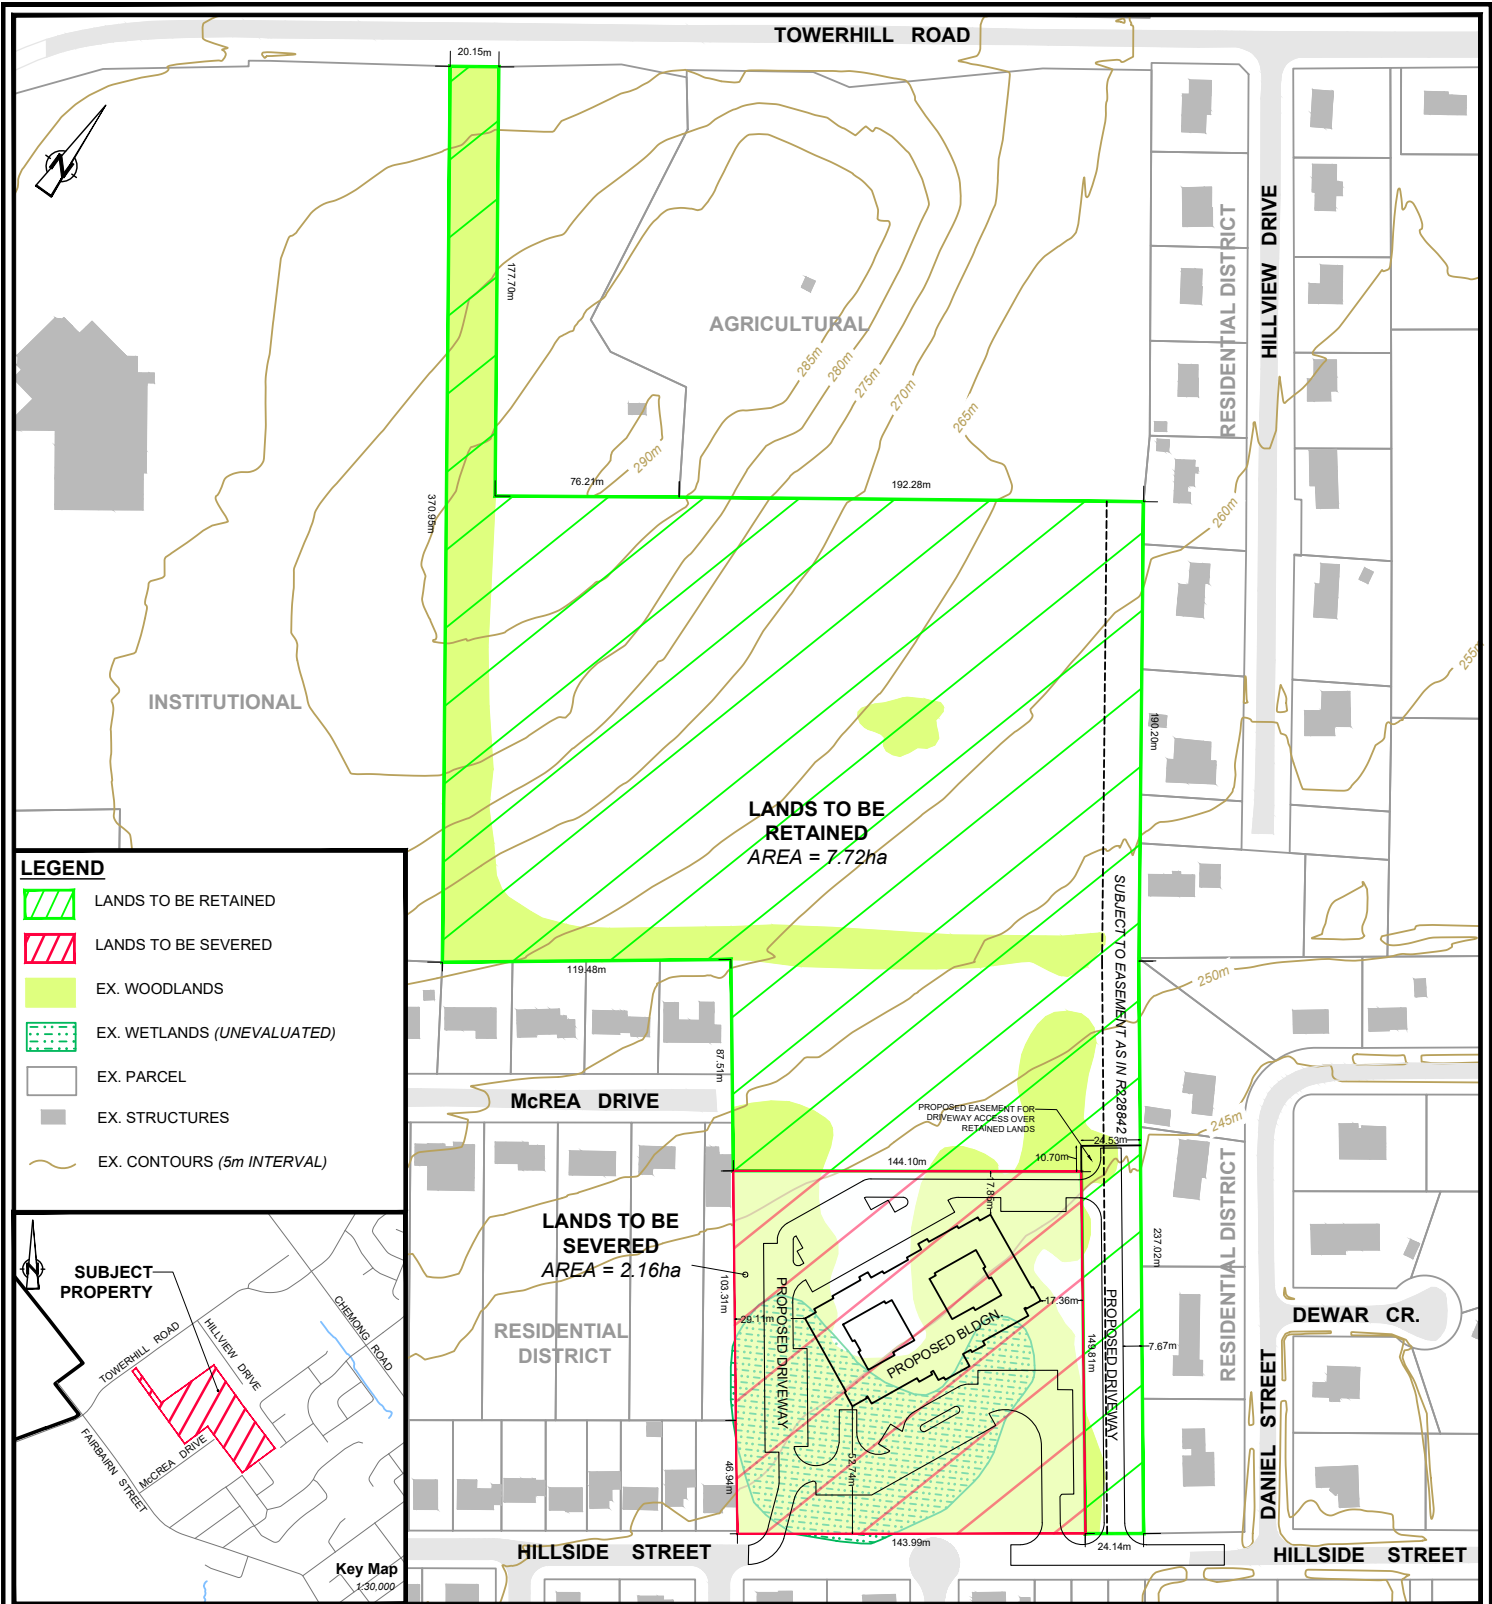 TOWERHILL ROAD
20.15m
N
177.70m
AGRICULTURAL
285m
280m
275m
270m
265m
290m
RESIDENTIAL DISTRICT
HILLVIEW DRIVE
76.21m
192.28m
370.95m
260m
255m
INSTITUTIONAL
190.20m
LANDS TO BE
RETAINED
AREA = 7.72ha
SUBJECT TO EASEMENT AS IN R228842
119.48m
250m
87.51m
McREA DRIVE
PROPOSED EASEMENT FOR
DRIVEWAY ACCESS OVER
RETAINED LANDS
245m
24.53m
10.70m
144.10m
17.85m
LANDS TO BE
SEVERED
AREA = 2.16ha
103.31m
PROPOSED DRIVEWAY
29.11m
PROPOSED BLDGN.
17.36m
149.81m
PROPOSED DRIVEWAY
237.02m
7.67m
RESIDENTIAL DISTRICT
DEWAR CR.
RESIDENTIAL
DISTRICT
DANIEL STREET
46.94m
52.74m
143.99m
24.14m
HILLSIDE STREET
HILLSIDE STREET
LEGEND
LANDS TO BE RETAINED
LANDS TO BE SEVERED
EX. WOODLANDS
EX. WETLANDS (UNEVALUATED)
EX. PARCEL
EX. STRUCTURES
EX. CONTOURS (5m INTERVAL)
N
SUBJECT
PROPERTY
TOWERHILL ROAD
HILLVIEW DRIVE
CHEMONG ROAD
FAIRBAIRN STREET
McCREA DRIVE
Key Map
1:30,000